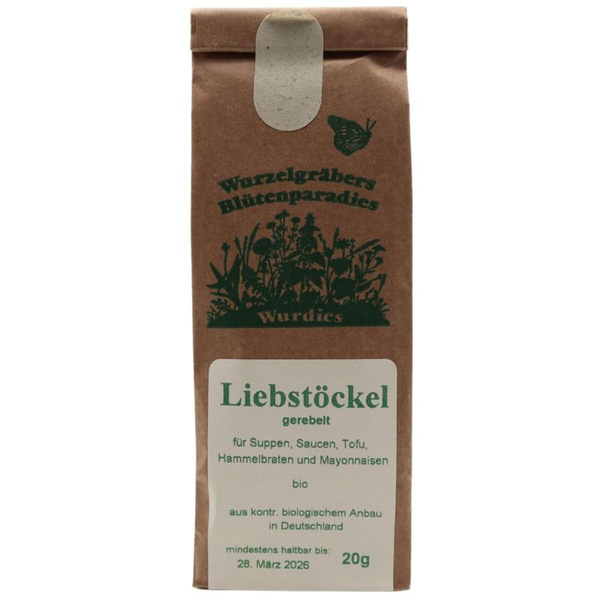 Wurzelgräbers
Blütenparadies
Wurdies
Liebstöckel
gerebelt
für Suppen, Saucen, Tofu,
Hammelbraten und Mayonnaisen
bio
aus kontr. biologischem Anbau
in Deutschland
mindestens haltbar bis:
28. März 2026 20g